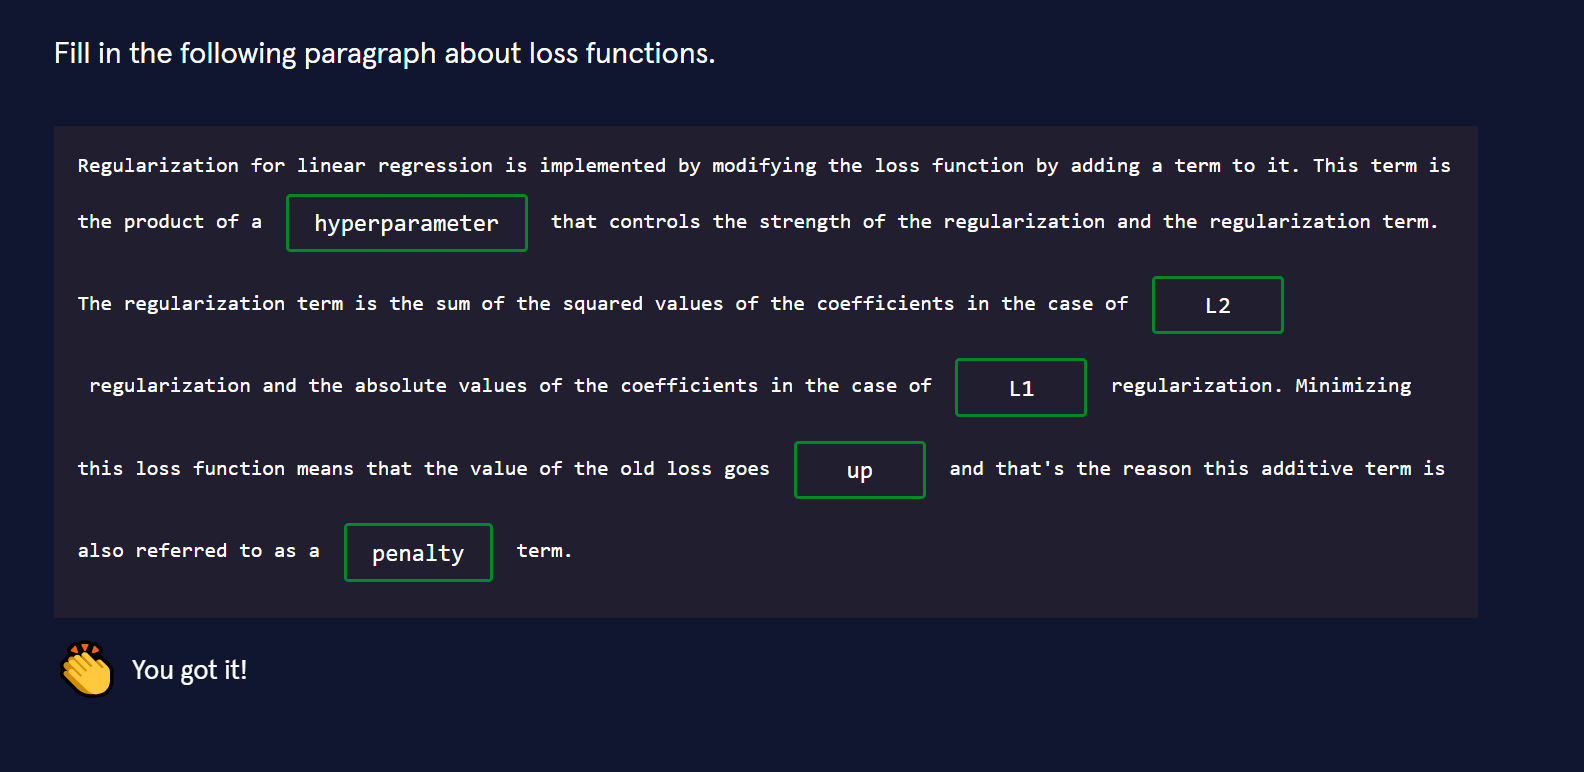 Fill in the following paragraph about loss functions.
Regularization for linear regression is implemented by modifying the loss function by adding a term to it. This term is
the product of a hyperparameter that controls the strength of the regularization and the regularization term.
The regularization term is the sum of the squared values of the coefficients in the case of L2
regularization and the absolute values of the coefficients in the case of L1 regularization. Minimizing
this loss function means that the value of the old loss goes up and that's the reason this additive term is
also referred to as a penalty term.
You got it!